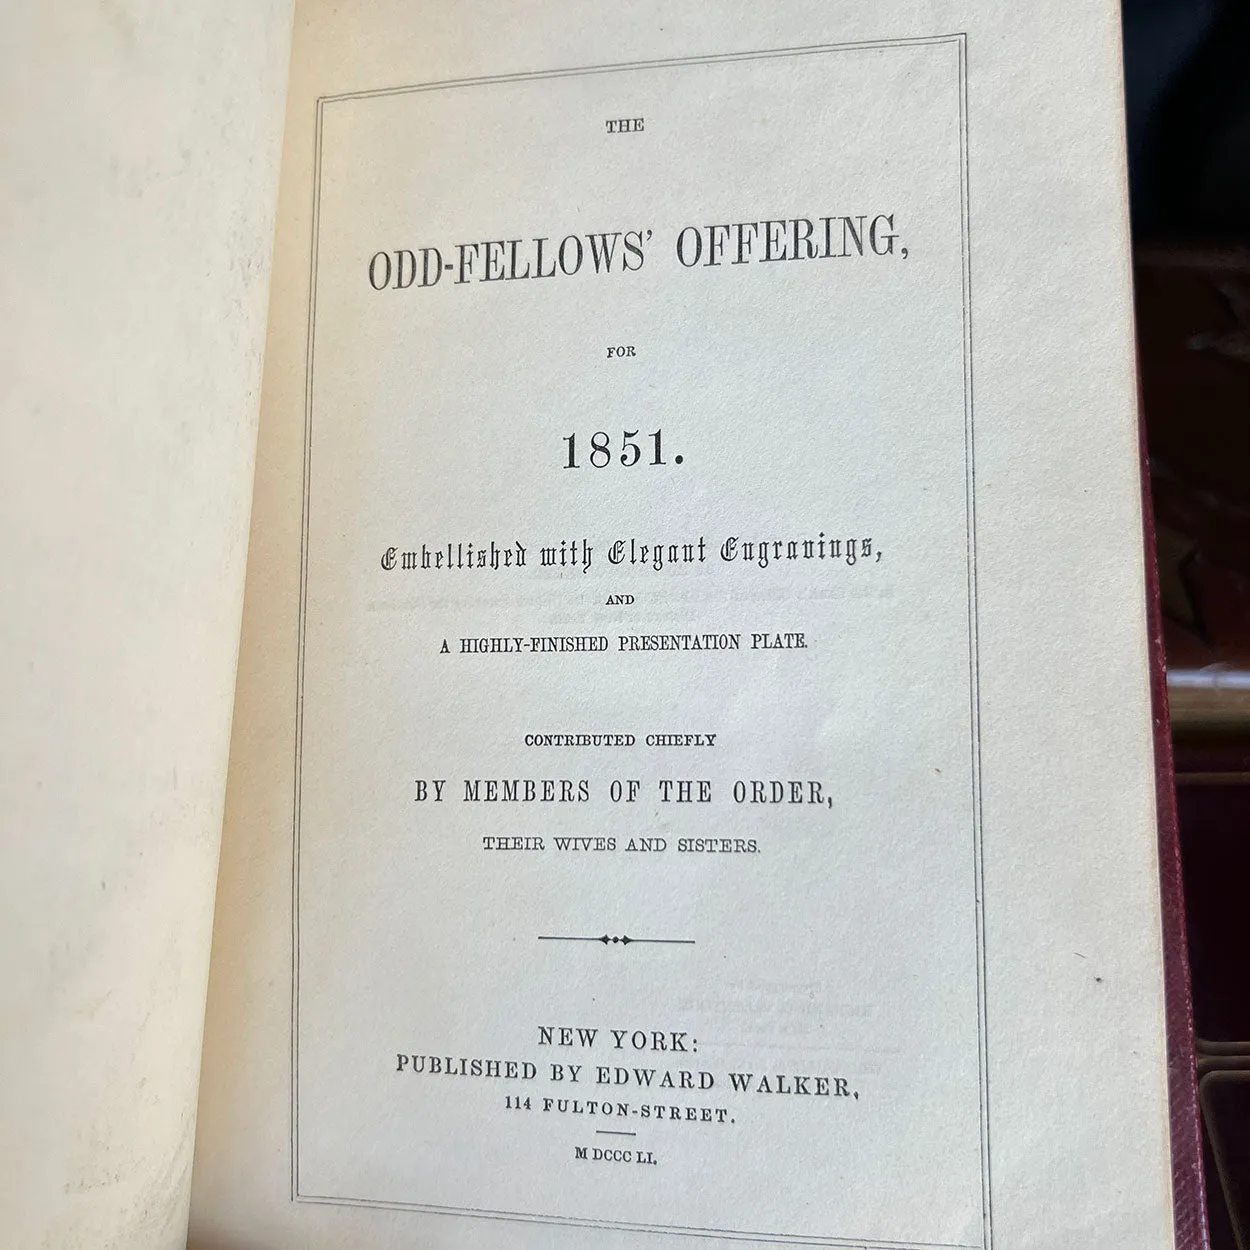 THE
ODD-FELLOWS' OFFERING,
FOR
1851.
Embellished with Elegant Engravings,
AND
A HIGHLY-FINISHED PRESENTATION PLATE.
CONTRIBUTED CHIEFLY
BY MEMBERS OF THE ORDER,
THEIR WIVES AND SISTERS.
NEW YORK:
PUBLISHED BY EDWARD WALKER,
114 FULTON-STREET.
M DCCC LI.